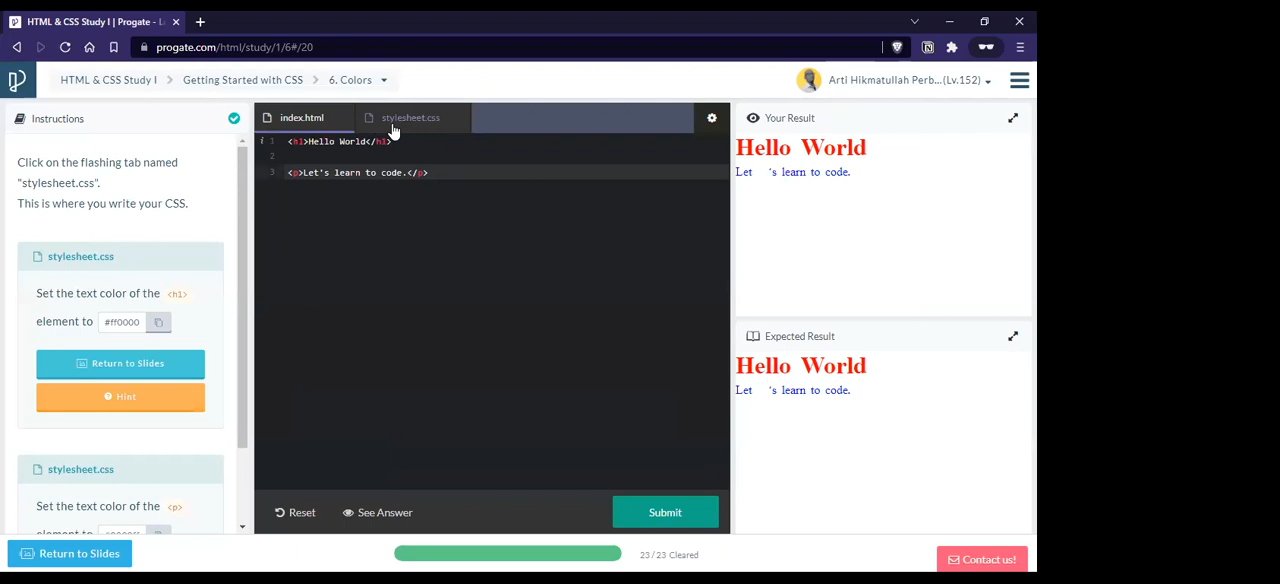 HTML & CSS Study I | Progate - L
progate.com/html/study/1/6#/20
HTML & CSS Study I
Getting Started with CSS
6. Colors
Arti Hikmatullah Perb...(Lv.152)
Instructions
Click on the flashing tab named
"stylesheet.css".
This is where you write your CSS.
stylesheet.css
Set the text color of the <h1>
element to #ff0000
Return to Slides
Hint
stylesheet.css
Set the text color of the <p>
Return to Slides
index.html
stylesheet.css
i 1 <h1>Hello World</h1>
2
3 <p>Let's learn to code.</p>
Reset
See Answer
Submit
23/23 Cleared
Your Result
Hello World
Let 's learn to code.
Expected Result
Hello World
Let 's learn to code.
Contact us!